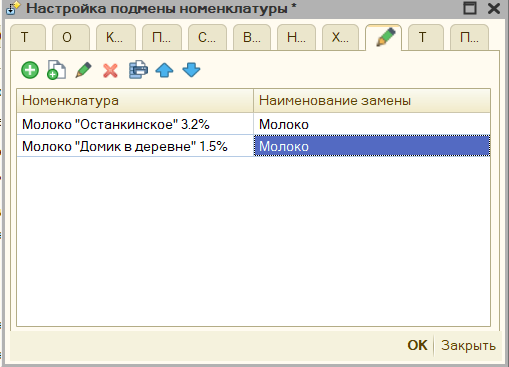 Настройка подмены номенклатуры *
Т О К... П... С... В... Н... Х... Т П...
Номенклатура Наименование замены
Молоко "Останкинское" 3.2% Молоко
Молоко "Домик в деревне" 1.5% Молоко
OK Закрыть